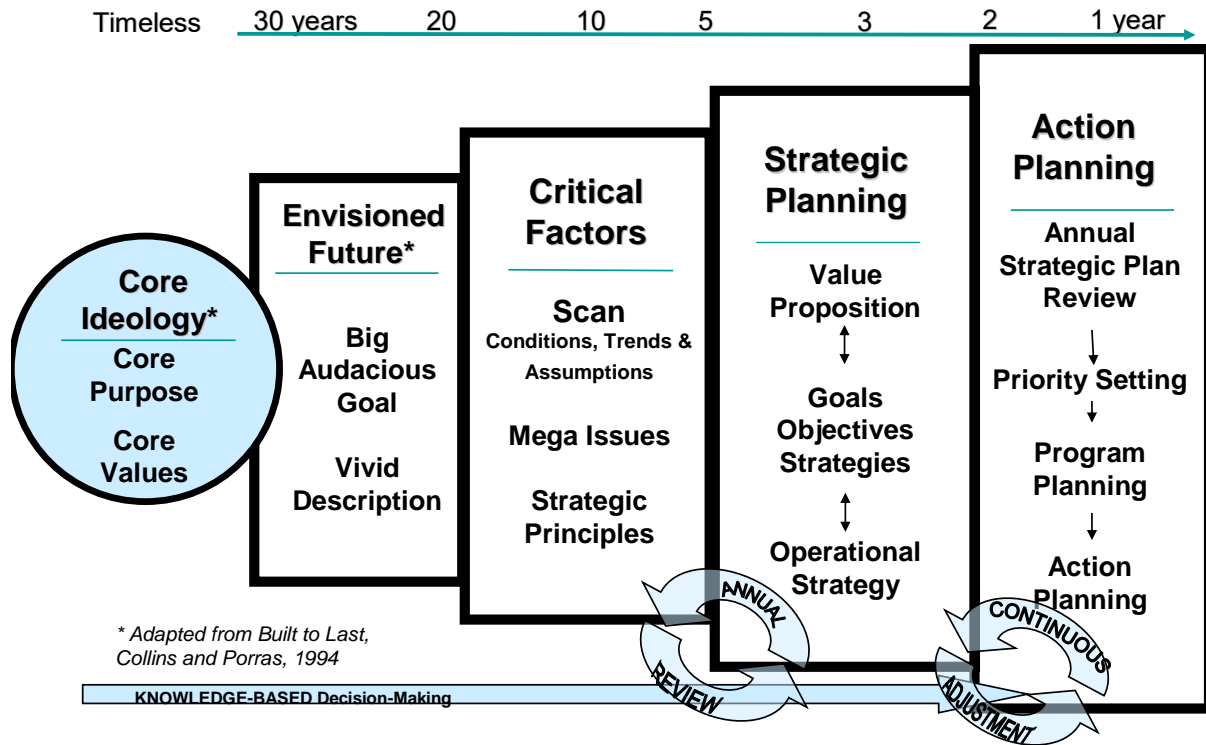 Timeless 30 years 20 10 5 3 2 1 year
Core
Ideology*
Core
Purpose
Core
Values
Envisioned
Future*
Big
Audacious
Goal
Vivid
Description
Critical
Factors
Scan
Conditions, Trends &
Assumptions
Mega Issues
Strategic
Principles
Strategic
Planning
Value
Proposition
Goals
Objectives
Strategies
Operational
Strategy
Action
Planning
Annual
Strategic Plan
Review
Priority Setting
Program
Planning
Action
Planning
ANNUAL
REVIEW
CONTINUOUS
ADJUSTMENT
* Adapted from Built to Last,
Collins and Porras, 1994
KNOWLEDGE-BASED Decision-Making